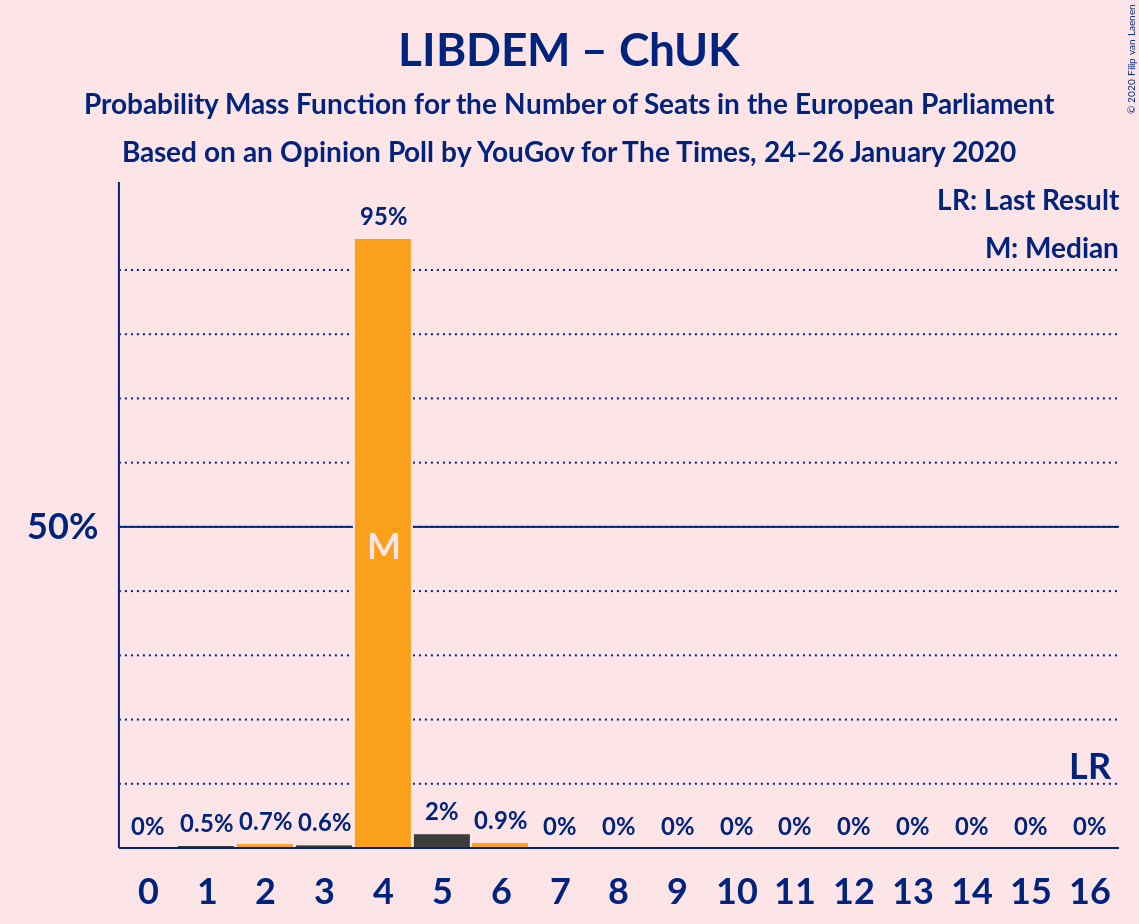 LIBDEM – ChUK
Probability Mass Function for the Number of Seats in the European Parliament
Based on an Opinion Poll by YouGov for The Times, 24–26 January 2020
© 2020 Filip van Laenen
LR: Last Result
M: Median
95%
50%
M
LR
0% 0.5% 0.7% 0.6% 2% 0.9% 0% 0% 0% 0% 0% 0% 0% 0% 0% 0%
0 1 2 3 4 5 6 7 8 9 10 11 12 13 14 15 16